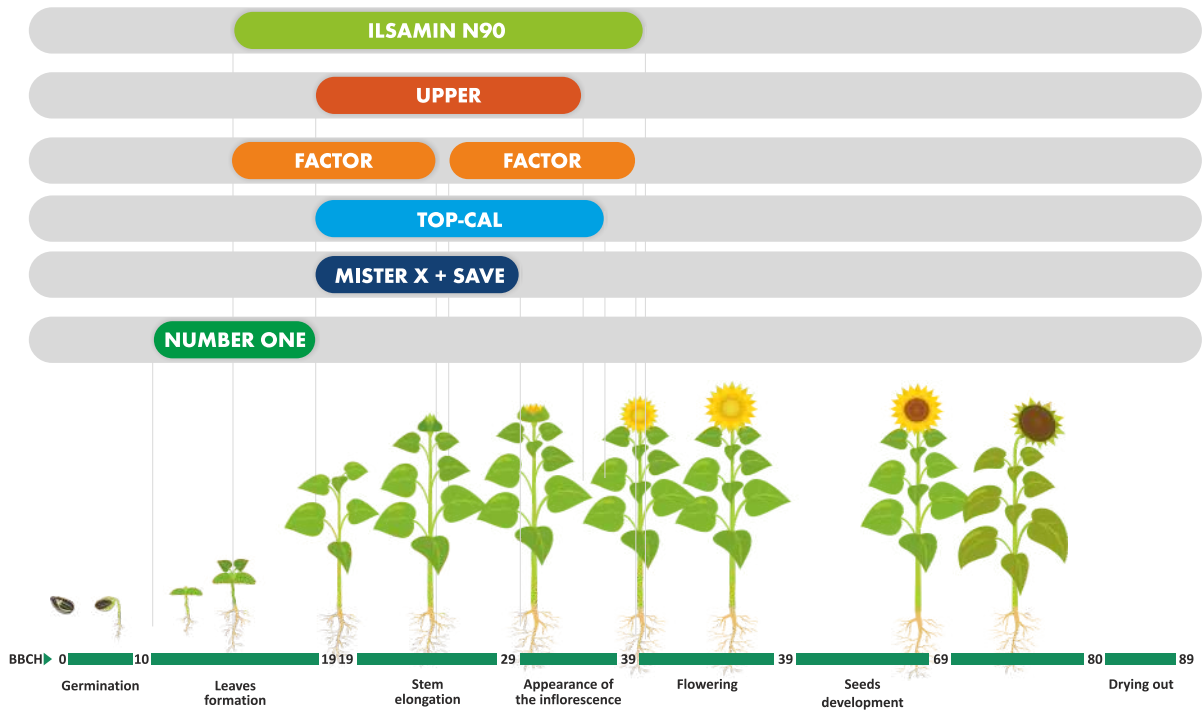 ILSAMIN N90
UPPER
FACTOR FACTOR
TOP-CAL
MISTER X + SAVE
NUMBER ONE
BBCH 0 10 19 19 29 39 39 69 80 89
Germination
Leaves
formation
Stem
elongation
Appearance of
the inflorescence
Flowering
Seeds
development
Drying out